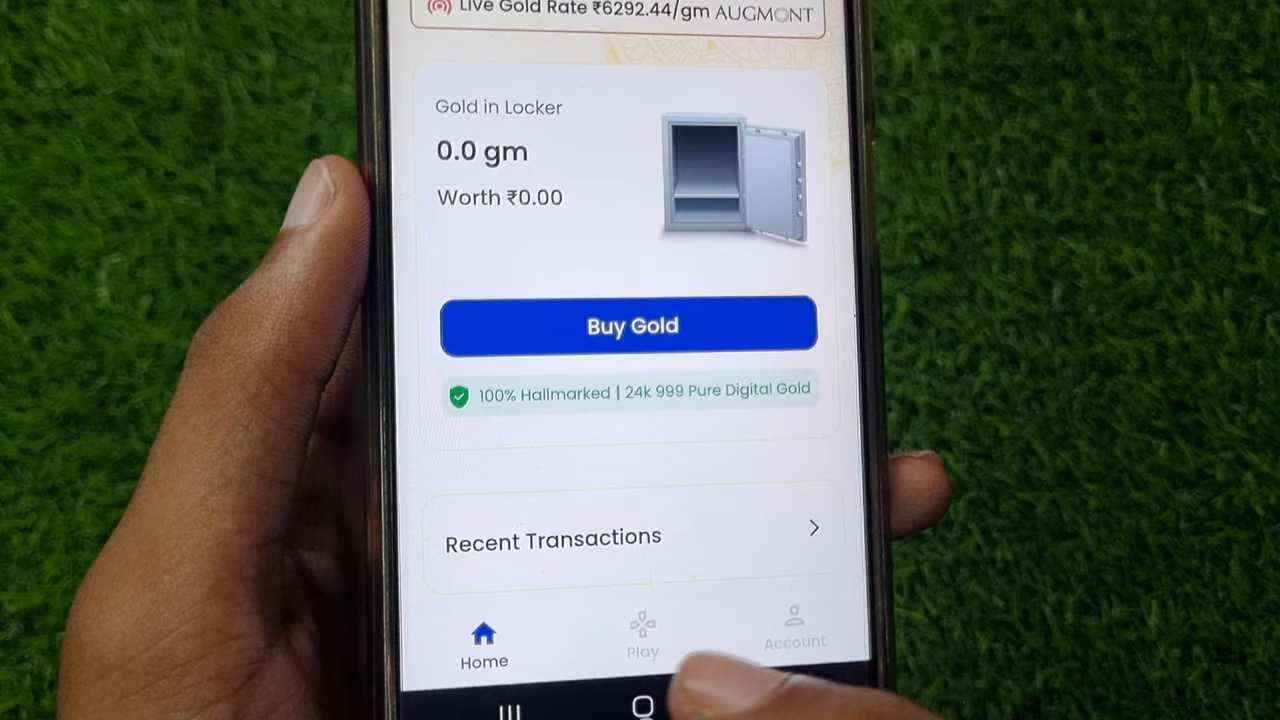 Live Gold Rate ₹6292.44/gm AUGMONT
Gold in Locker
0.0 gm
Worth ₹0.00
Buy Gold
100% Hallmarked | 24k 999 Pure Digital Gold
Recent Transactions
Home
Play
Account